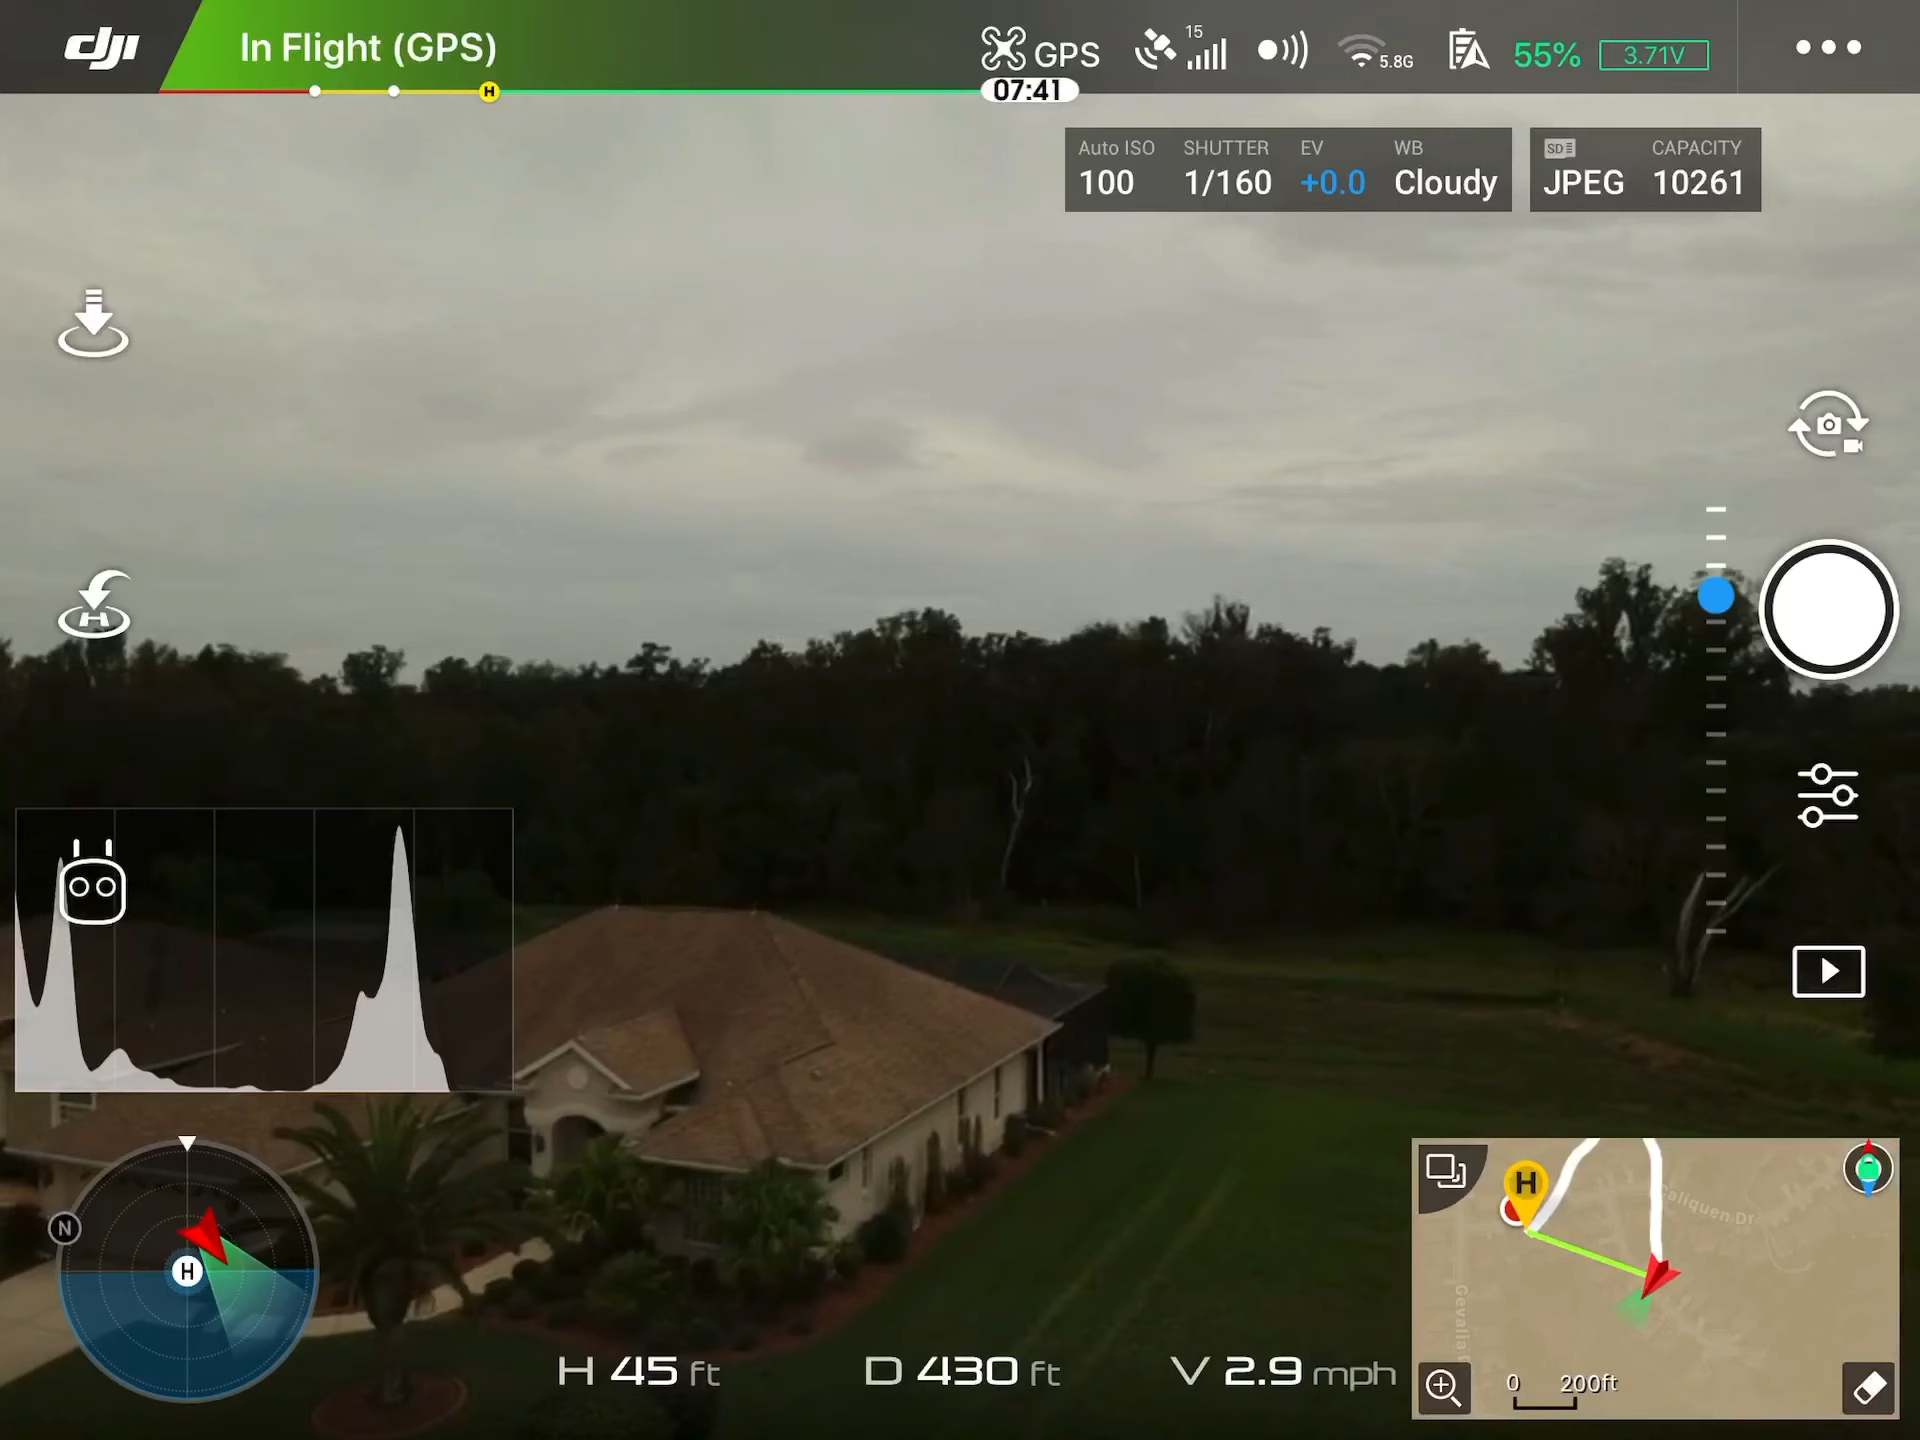 dji
In Flight (GPS)
GPS
15
5.8G
55%
3.71V
H
07:41
Auto ISO
100
SHUTTER
1/160
EV
+0.0
WB
Cloudy
SD
JPEG
CAPACITY
10261
H
N
H
H 45 ft
D 430 ft
V 2.9 mph
H
Caliquen Dr
Gevalia
0
200ft